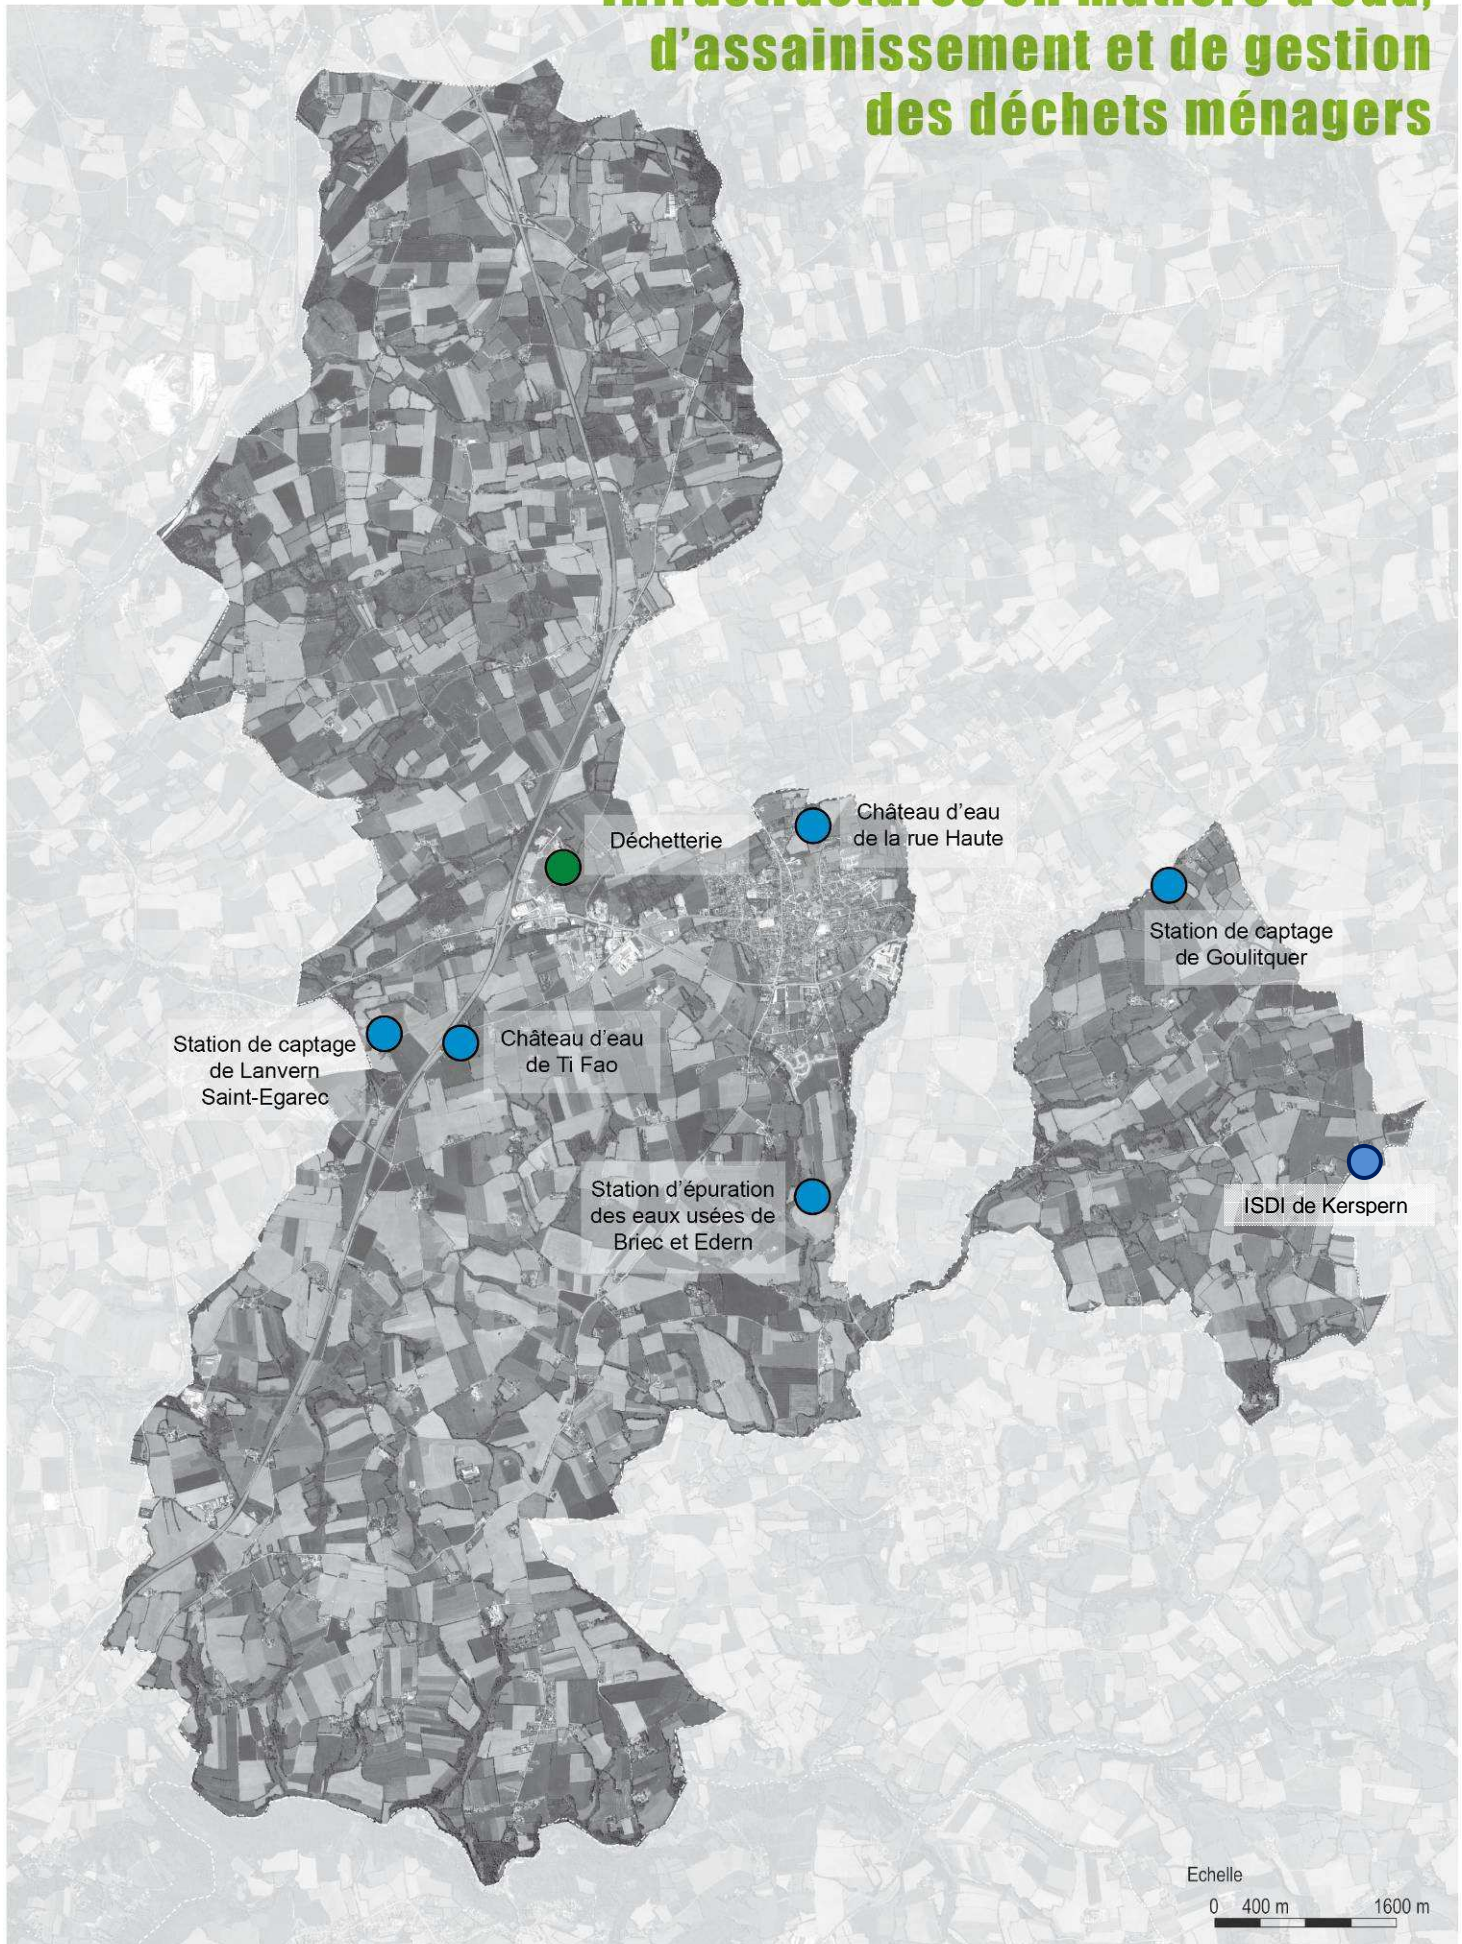 d'assainissement et de gestion
des déchets ménagers
Château d'eau
de la rue Haute
Déchetterie
Station de captage
de Goulitquer
Station de captage
de Lanvern
Saint-Egarec
Château d'eau
de Ti Fao
Station d'épuration
des eaux usées de
Briec et Edern
ISDI de Kerspern
Echelle
0 400 m 1600 m